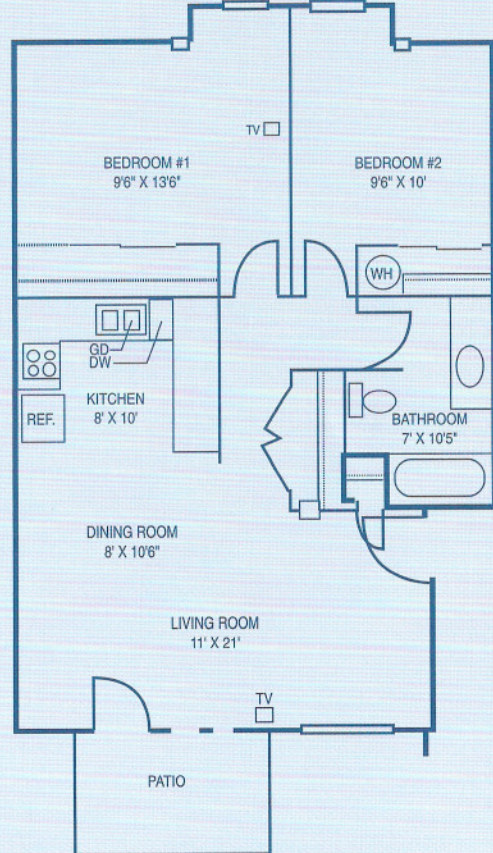 TV
BEDROOM #1
9'6" X 13'6"
BEDROOM #2
9'6" X 10'
WH
GD
DW
KITCHEN
8' X 10'
REF.
BATHROOM
7' X 10'5"
DINING ROOM
8' X 10'6"
LIVING ROOM
11' X 21'
TV
PATIO